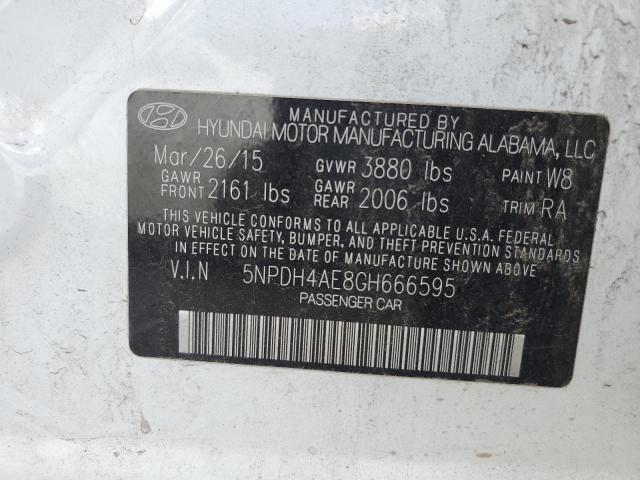 MANUFACTURED BY
HYUNDAI MOTOR MANUFACTURING ALABAMA, LLC
Mar/26/15 GVWR 3880 lbs PAINT W8
GAWR FRONT 2161 lbs GAWR REAR 2006 lbs TRIM RA
THIS VEHICLE CONFORMS TO ALL APPLICABLE U.S.A. FEDERAL
MOTOR VEHICLE SAFETY, BUMPER, AND THEFT PREVENTION STANDARDS
IN EFFECT ON THE DATE OF MANUFACTURE SHOWN ABOVE.
V.I.N 5NPDH4AE8GH666595
PASSENGER CAR